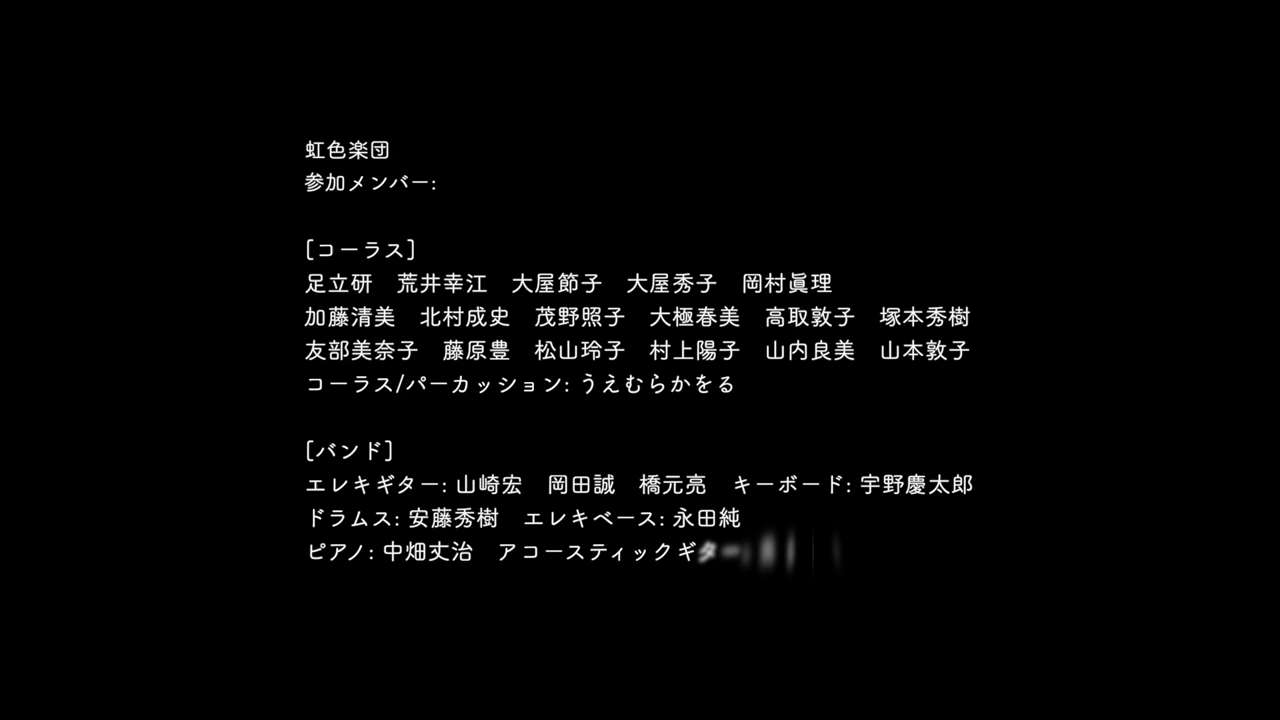 虹色楽団
参加メンバー:
[コーラス]
足立研　荒井幸江　大屋節子　大屋秀子　岡村眞理
加藤清美　北村成史　茂野照子　大極春美　高取敦子　塚本秀樹
友部美奈子　藤原豊　松山玲子　村上陽子　山内良美　山本敦子
コーラス/パーカッション: うえむらかをる
[バンド]
エレキギター: 山崎宏　岡田誠　橋元亮　キーボード: 宇野慶太郎
ドラムス: 安藤秀樹　エレキベース: 永田純
ピアノ: 中畑丈治　アコースティックギター: